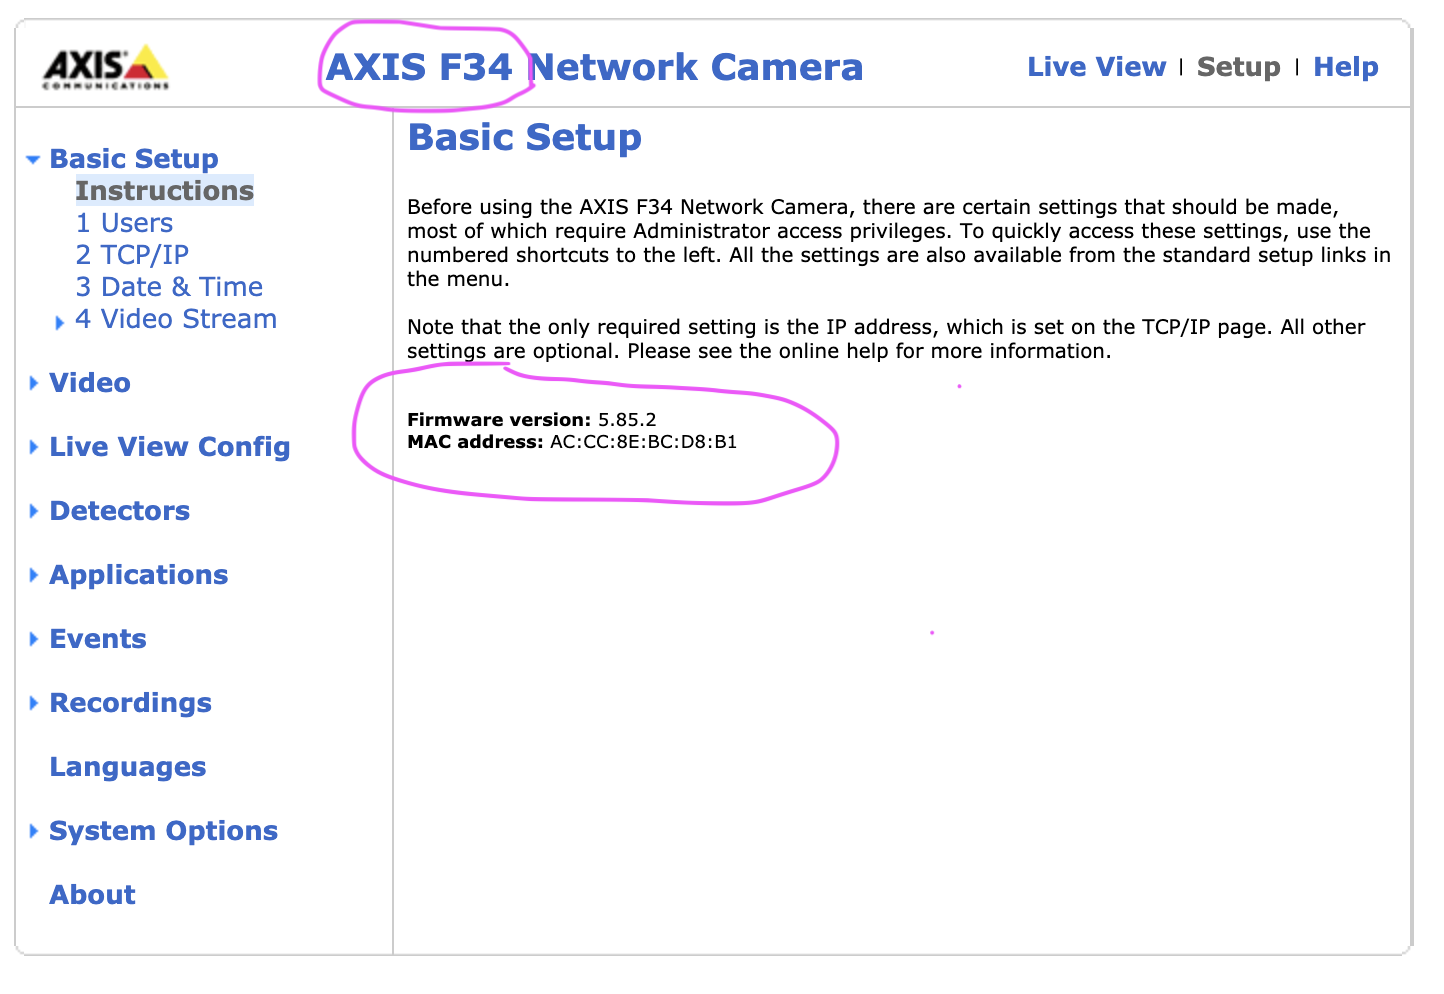 AXIS
COMMUNICATIONS
AXIS F34 Network Camera
Live View | Setup | Help
Basic Setup
Instructions
1 Users
2 TCP/IP
3 Date & Time
4 Video Stream
Video
Live View Config
Detectors
Applications
Events
Recordings
Languages
System Options
About
Basic Setup
Before using the AXIS F34 Network Camera, there are certain settings that should be made,
most of which require Administrator access privileges. To quickly access these settings, use the
numbered shortcuts to the left. All the settings are also available from the standard setup links in
the menu.
Note that the only required setting is the IP address, which is set on the TCP/IP page. All other
settings are optional. Please see the online help for more information.
Firmware version: 5.85.2
MAC address: AC:CC:8E:BC:D8:B1